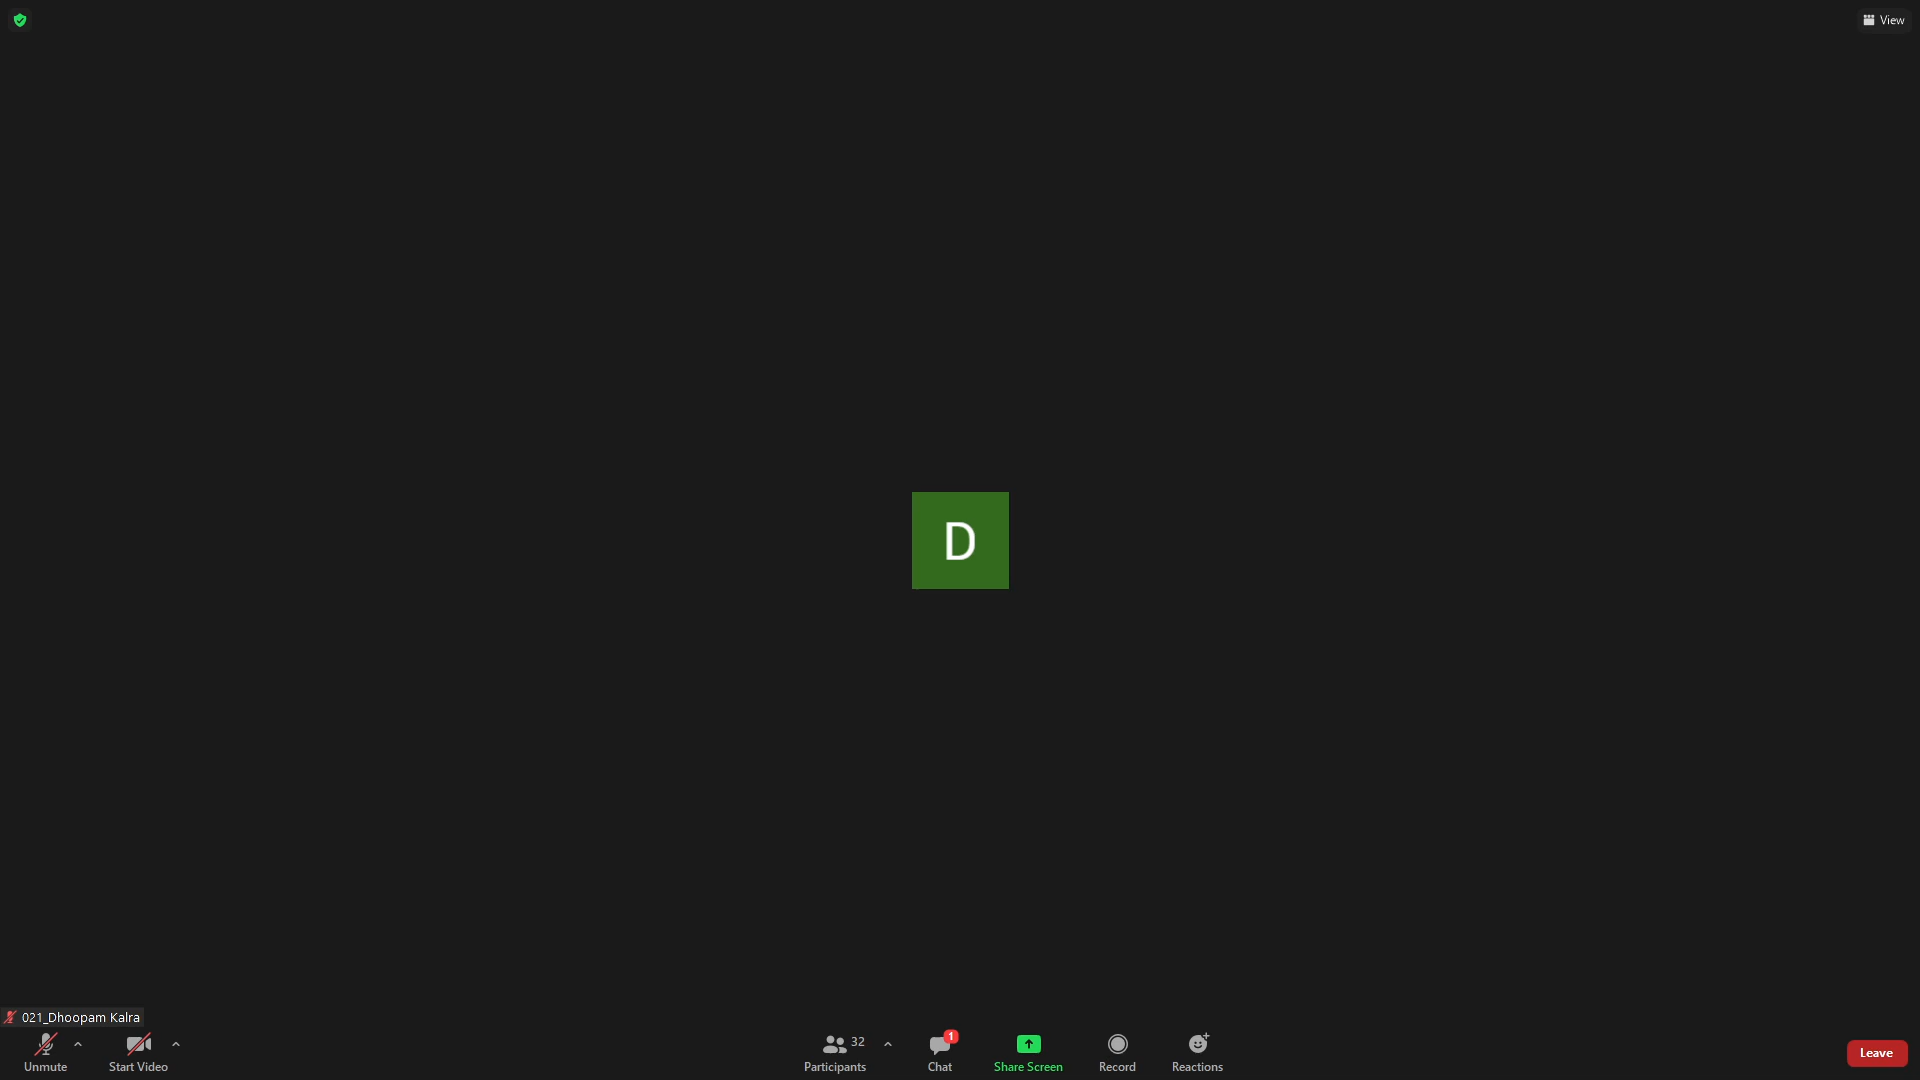 View
D
021_Dhoopam Kalra
Unmute
Start Video
32
Participants
1
Chat
Share Screen
Record
Reactions
Leave